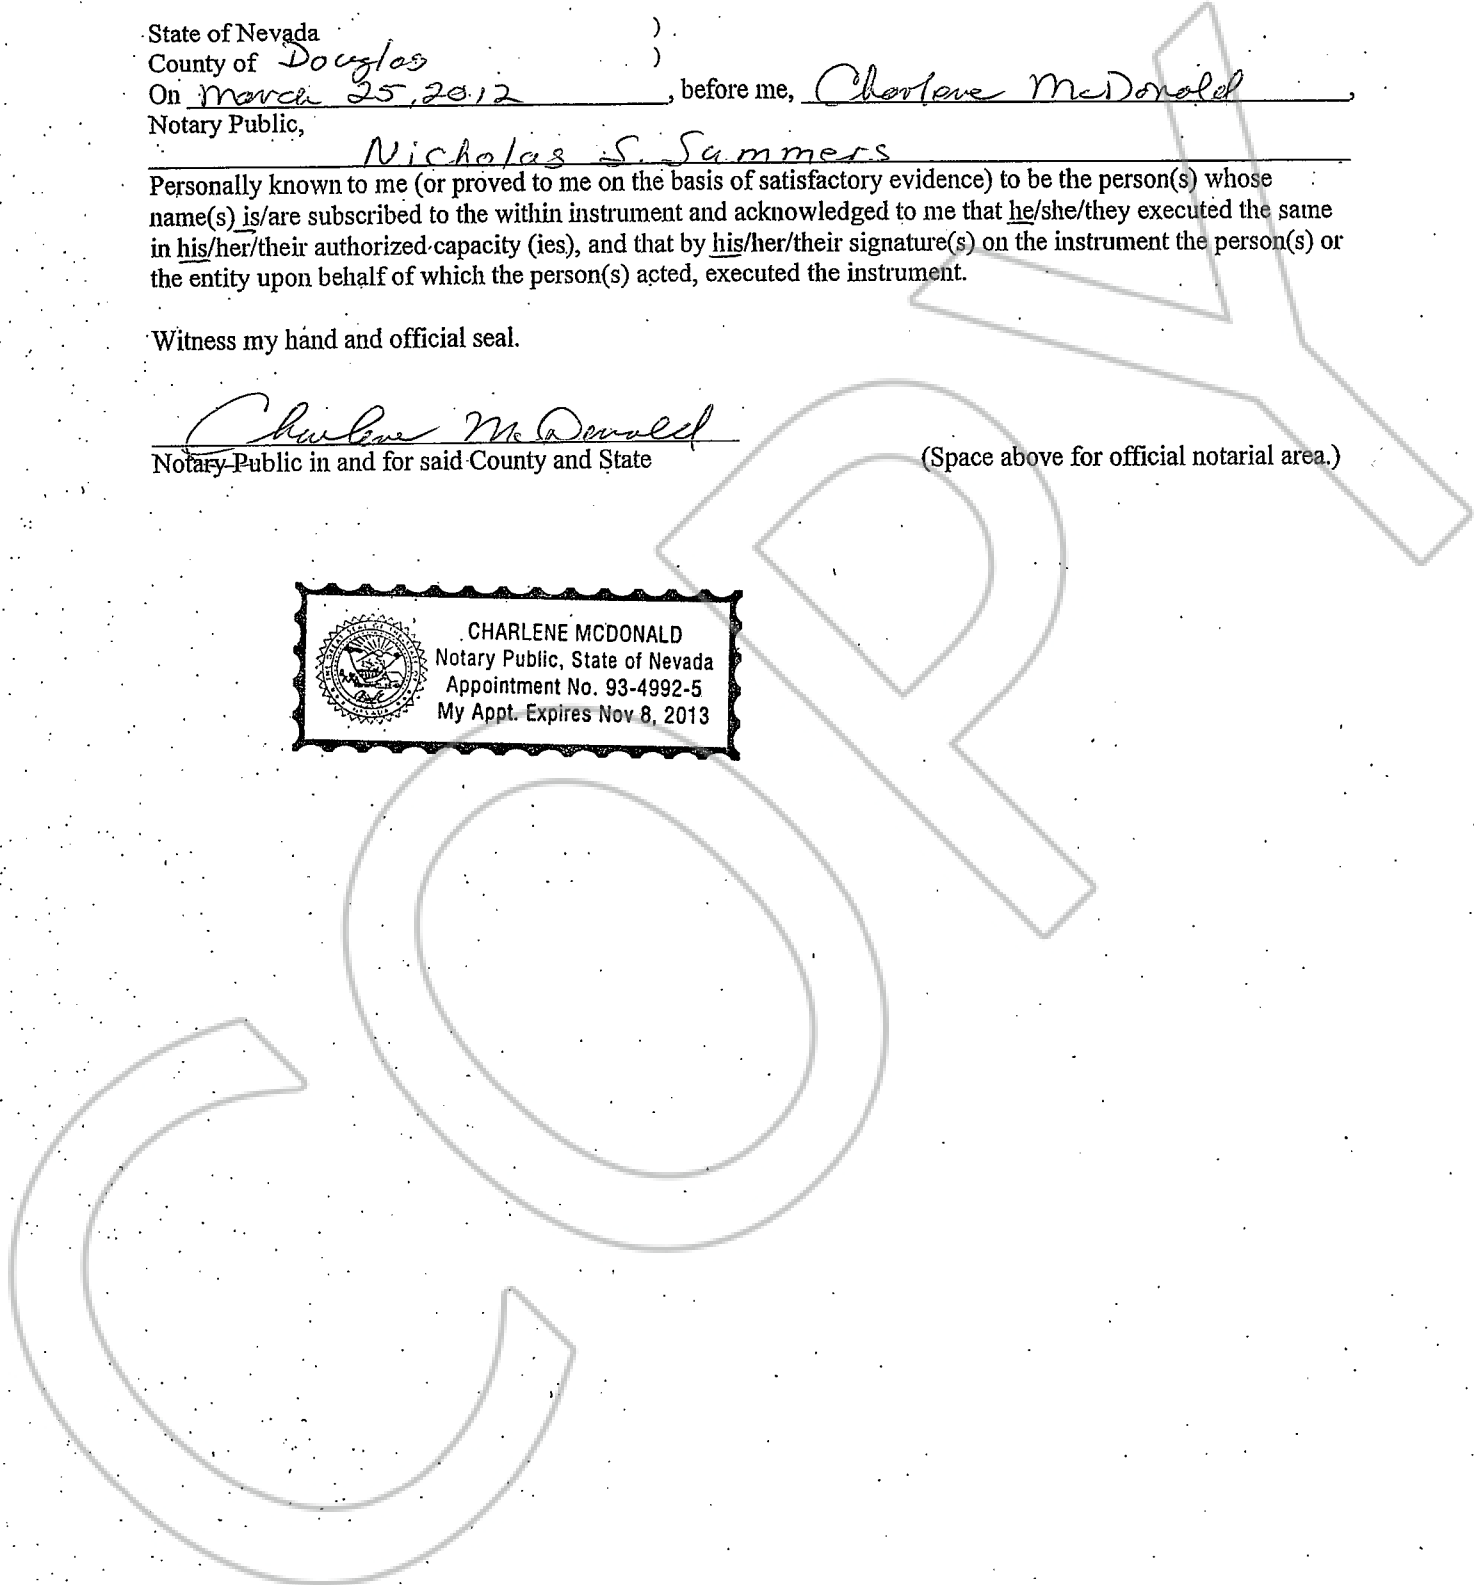 State of Nevada )
County of Douglas )
On March 25, 2012, before me, Charlene McDonald,
Notary Public,
Nicholas S. Summers
Personally known to me (or proved to me on the basis of satisfactory evidence) to be the person(s) whose
name(s) is/are subscribed to the within instrument and acknowledged to me that he/she/they executed the same
in his/her/their authorized capacity (ies), and that by his/her/their signature(s) on the instrument the person(s) or
the entity upon behalf of which the person(s) acted, executed the instrument.
Witness my hand and official seal.
Charlene McDonald
Notary Public in and for said County and State (Space above for official notarial area.)
CHARLENE MCDONALD
Notary Public, State of Nevada
Appointment No. 93-4992-5
My Appt. Expires Nov 8, 2013
COPY